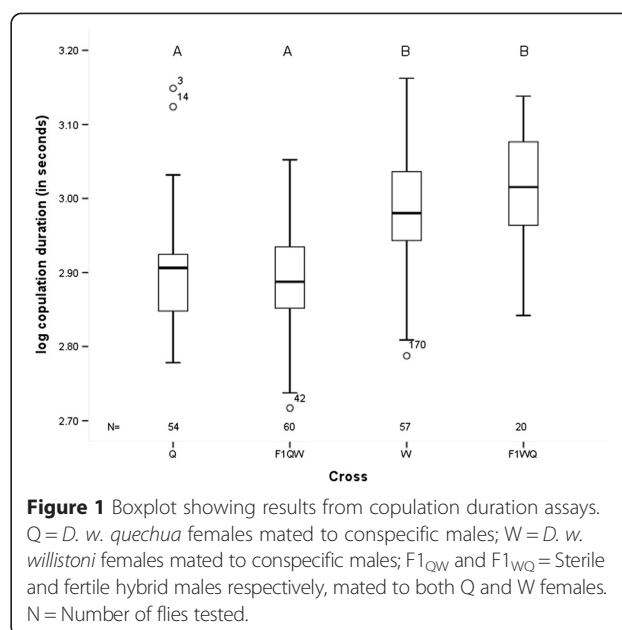 A A B B
3.20
3.10
3.00
2.90
2.80
2.70
log copulation duration (in seconds)
3
14
42
170
N= 54 60 57 20
Q F1QW W F1WQ
Cross
Figure 1 Boxplot showing results from copulation duration assays.
Q = D. w. quechua females mated to conspecific males; W = D. w.
willistoni females mated to conspecific males; F1QW and F1WQ = Sterile
and fertile hybrid males respectively, mated to both Q and W females.
N = Number of flies tested.